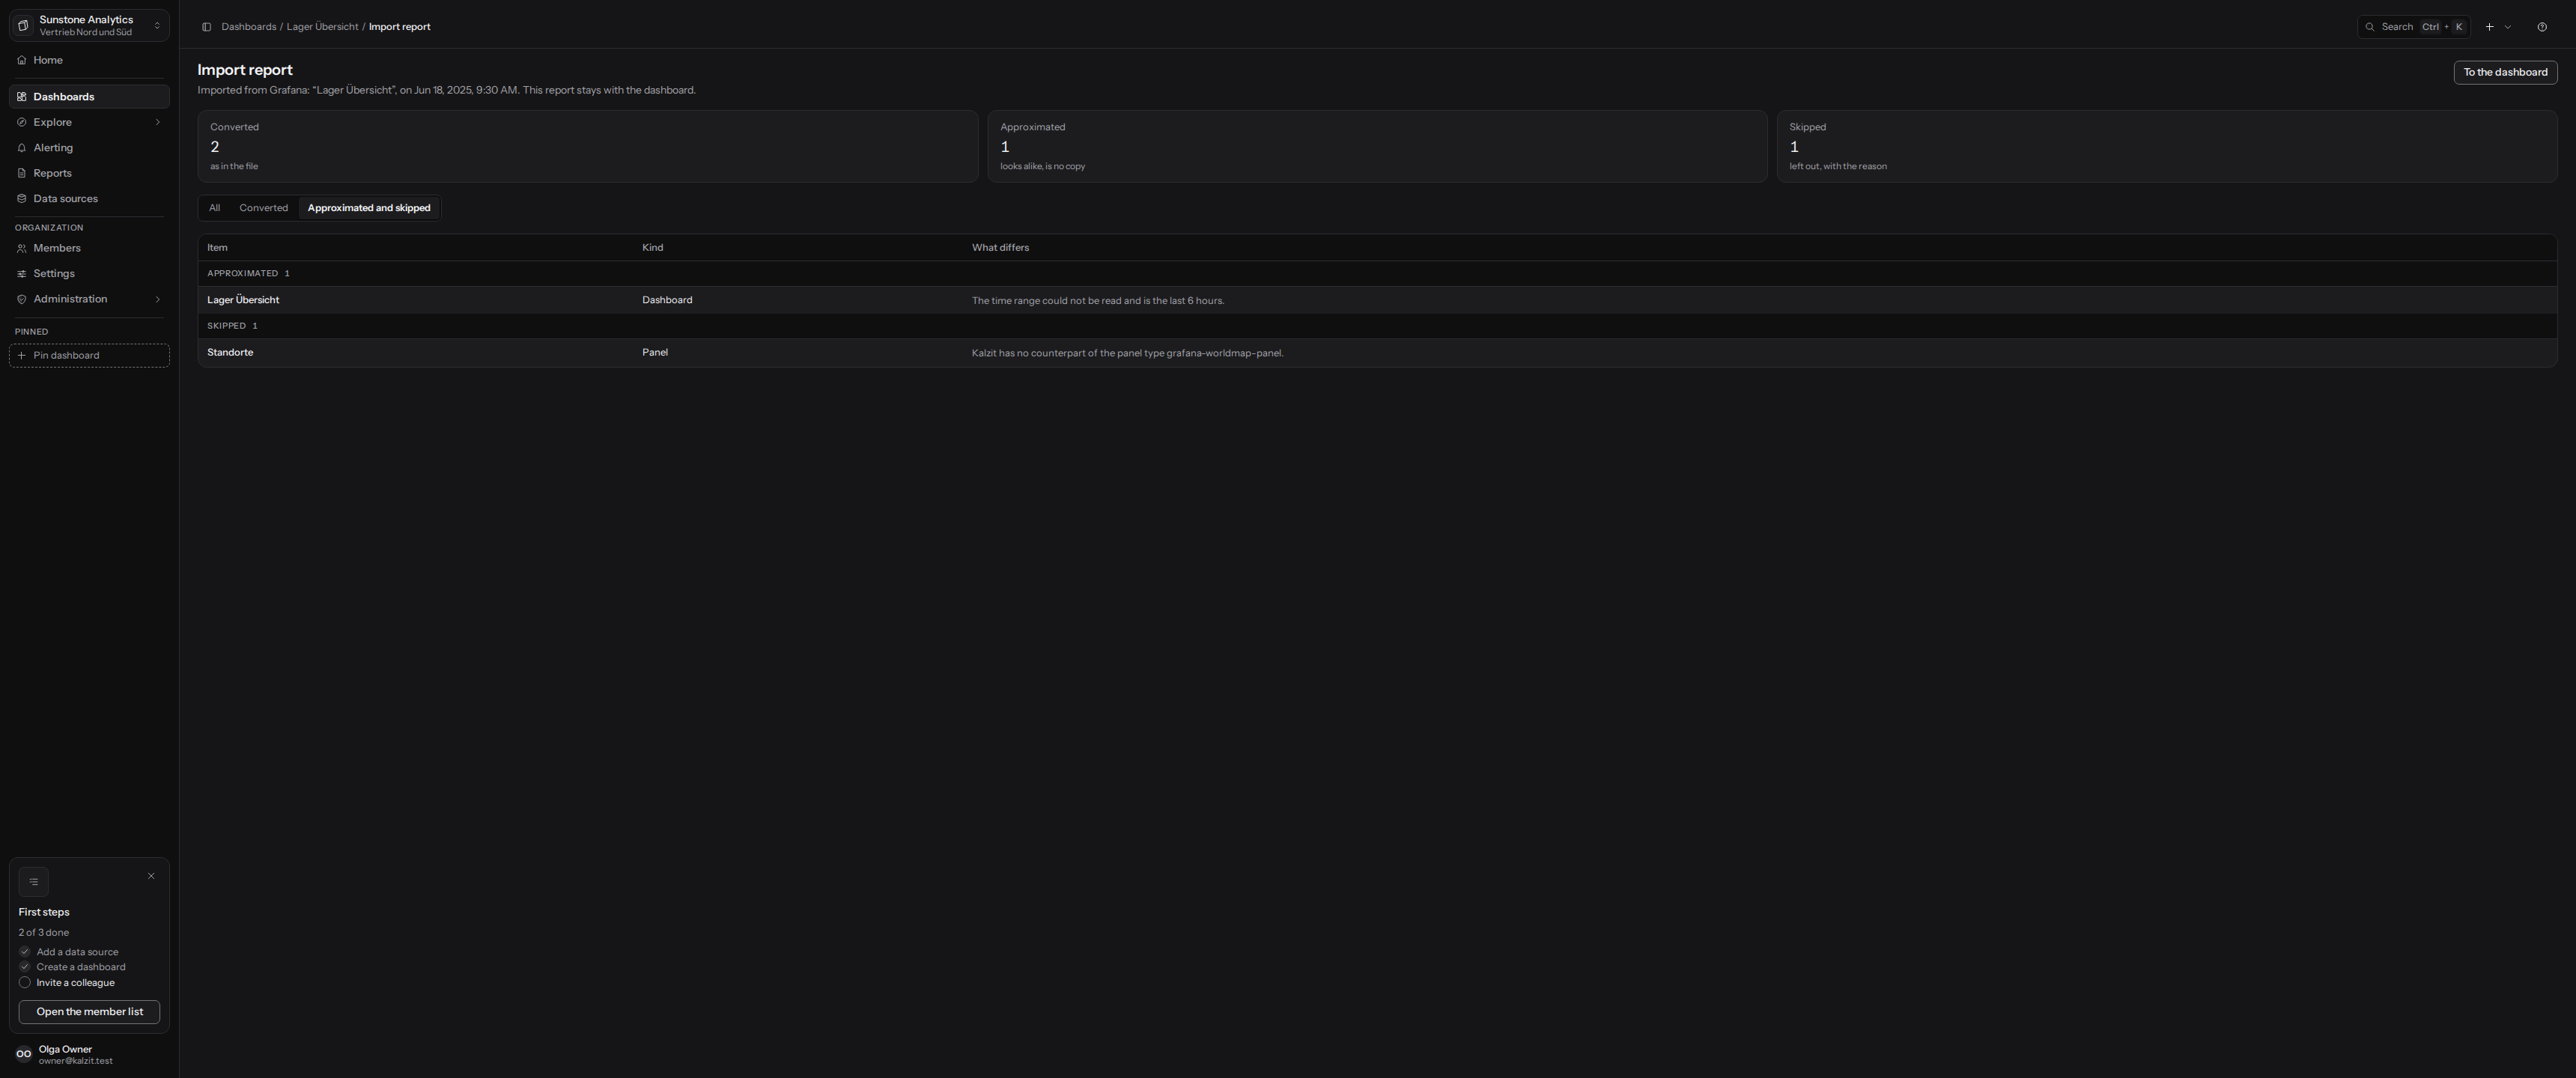 Sunstone Analytics
Vertrieb Nord und Süd
Home
Dashboards
Explore
Alerting
Reports
Data sources
ORGANIZATION
Members
Settings
Administration
PINNED
Pin dashboard
First steps
2 of 3 done
Add a data source
Create a dashboard
Invite a colleague
Open the member list
OO
Olga Owner
owner@kalzit.test
Dashboards / Lager Übersicht / Import report
Search Ctrl + K
Import report
Imported from Grafana: “Lager Übersicht”, on Jun 18, 2025, 9:30 AM. This report stays with the dashboard.
To the dashboard
Converted
2
as in the file
Approximated
1
looks alike, is no copy
Skipped
1
left out, with the reason
All Converted Approximated and skipped
Item Kind What differs
APPROXIMATED 1
Lager Übersicht Dashboard The time range could not be read and is the last 6 hours.
SKIPPED 1
Standorte Panel Kalzit has no counterpart of the panel type grafana-worldmap-panel.